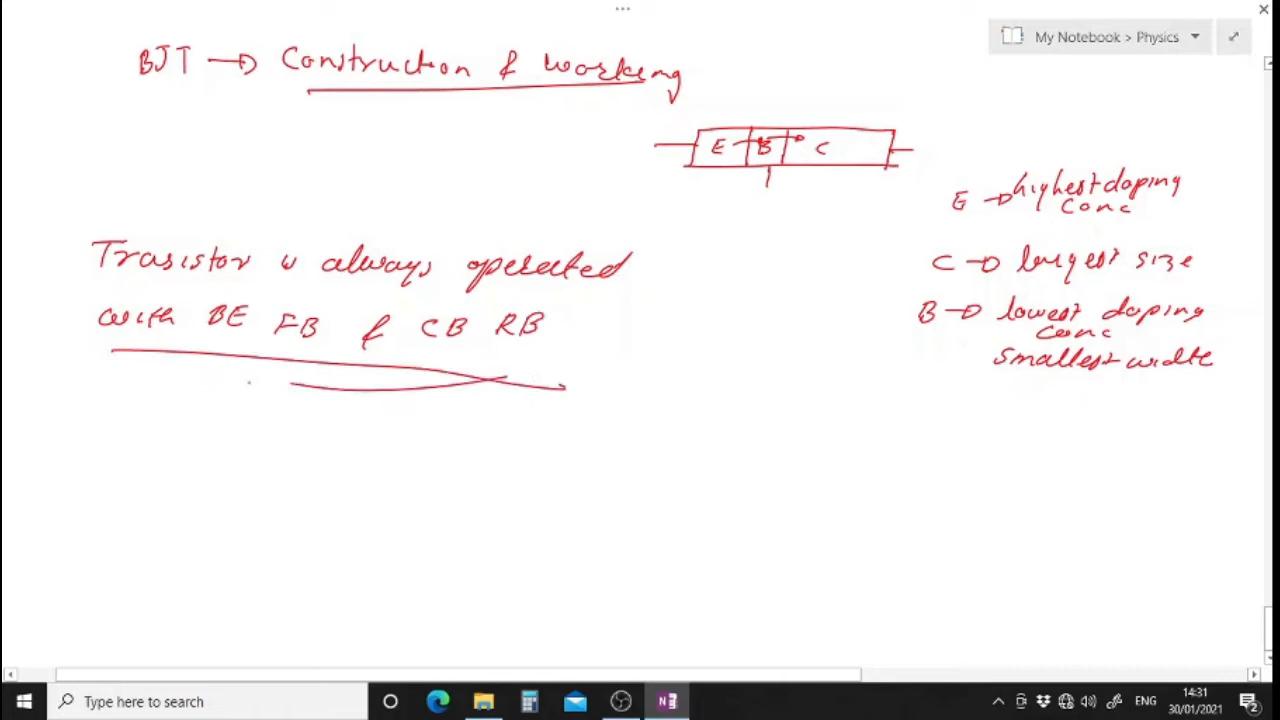 ...
My Notebook > Physics
BJT → Construction & working
E B C
E → highest doping
conc
C → largest size
B → lowest doping
conc
smallest width
Trasistor is always operated
with BE FB & CB RB
Type here to search
ENG
14:31
30/01/2021
2